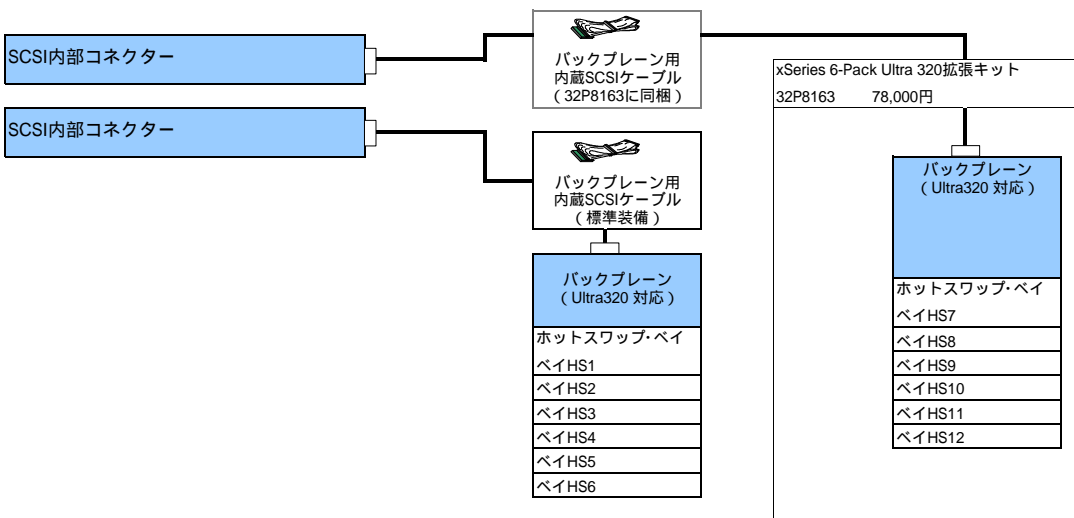 SCSI内部コネクター
SCSI内部コネクター
バックプレーン用
内蔵SCSIケーブル
（32P8163に同梱）
バックプレーン用
内蔵SCSIケーブル
（標準装備）
バックプレーン
（Ultra320 対応）
ホットスワップ・ベイ
ベイHS1
ベイHS2
ベイHS3
ベイHS4
ベイHS5
ベイHS6
xSeries 6-Pack Ultra 320拡張キット
32P8163 78,000円
バックプレーン
（Ultra320 対応）
ホットスワップ・ベイ
ベイHS7
ベイHS8
ベイHS9
ベイHS10
ベイHS11
ベイHS12